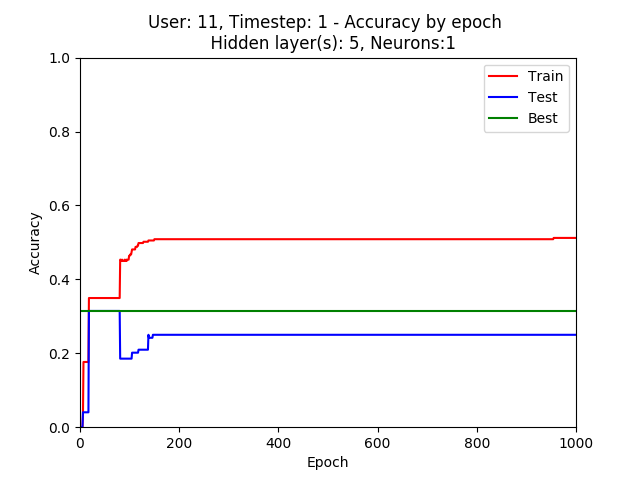 User: 11, Timestep: 1 - Accuracy by epoch
Hidden layer(s): 5, Neurons:1
1.0
Train
Test
Best
0.8
0.6
Accuracy
0.4
0.2
0.0
0 200 400 600 800 1000
Epoch